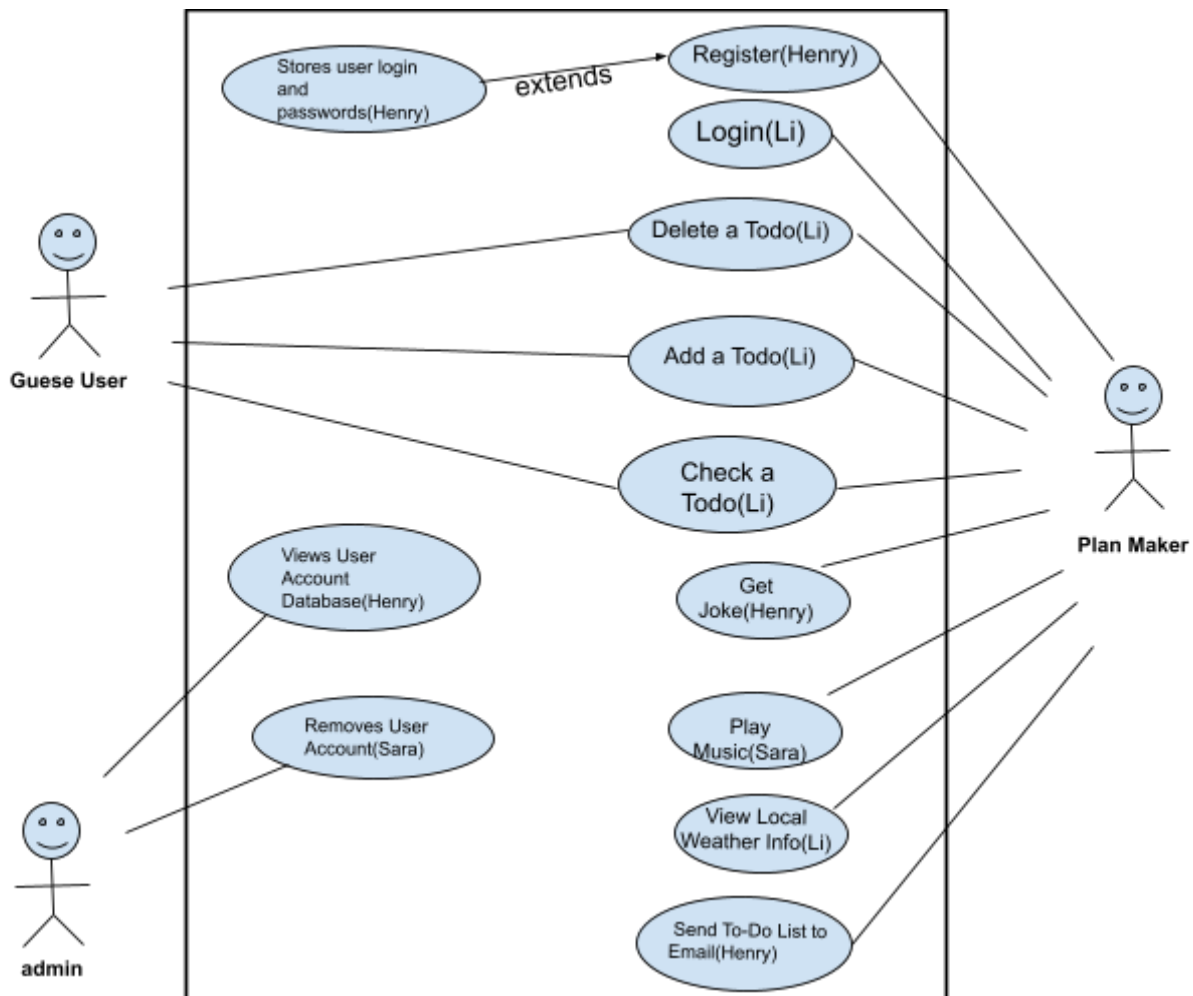 Stores user login
and
passwords(Henry)
extends
Register(Henry)
Login(Li)
Delete a Todo(Li)
Guese User
Add a Todo(Li)
Check a
Todo(Li)
Plan Maker
Views User
Account
Database(Henry)
Get
Joke(Henry)
Removes User
Account(Sara)
Play
Music(Sara)
View Local
Weather Info(Li)
admin
Send To-Do List to
Email(Henry)